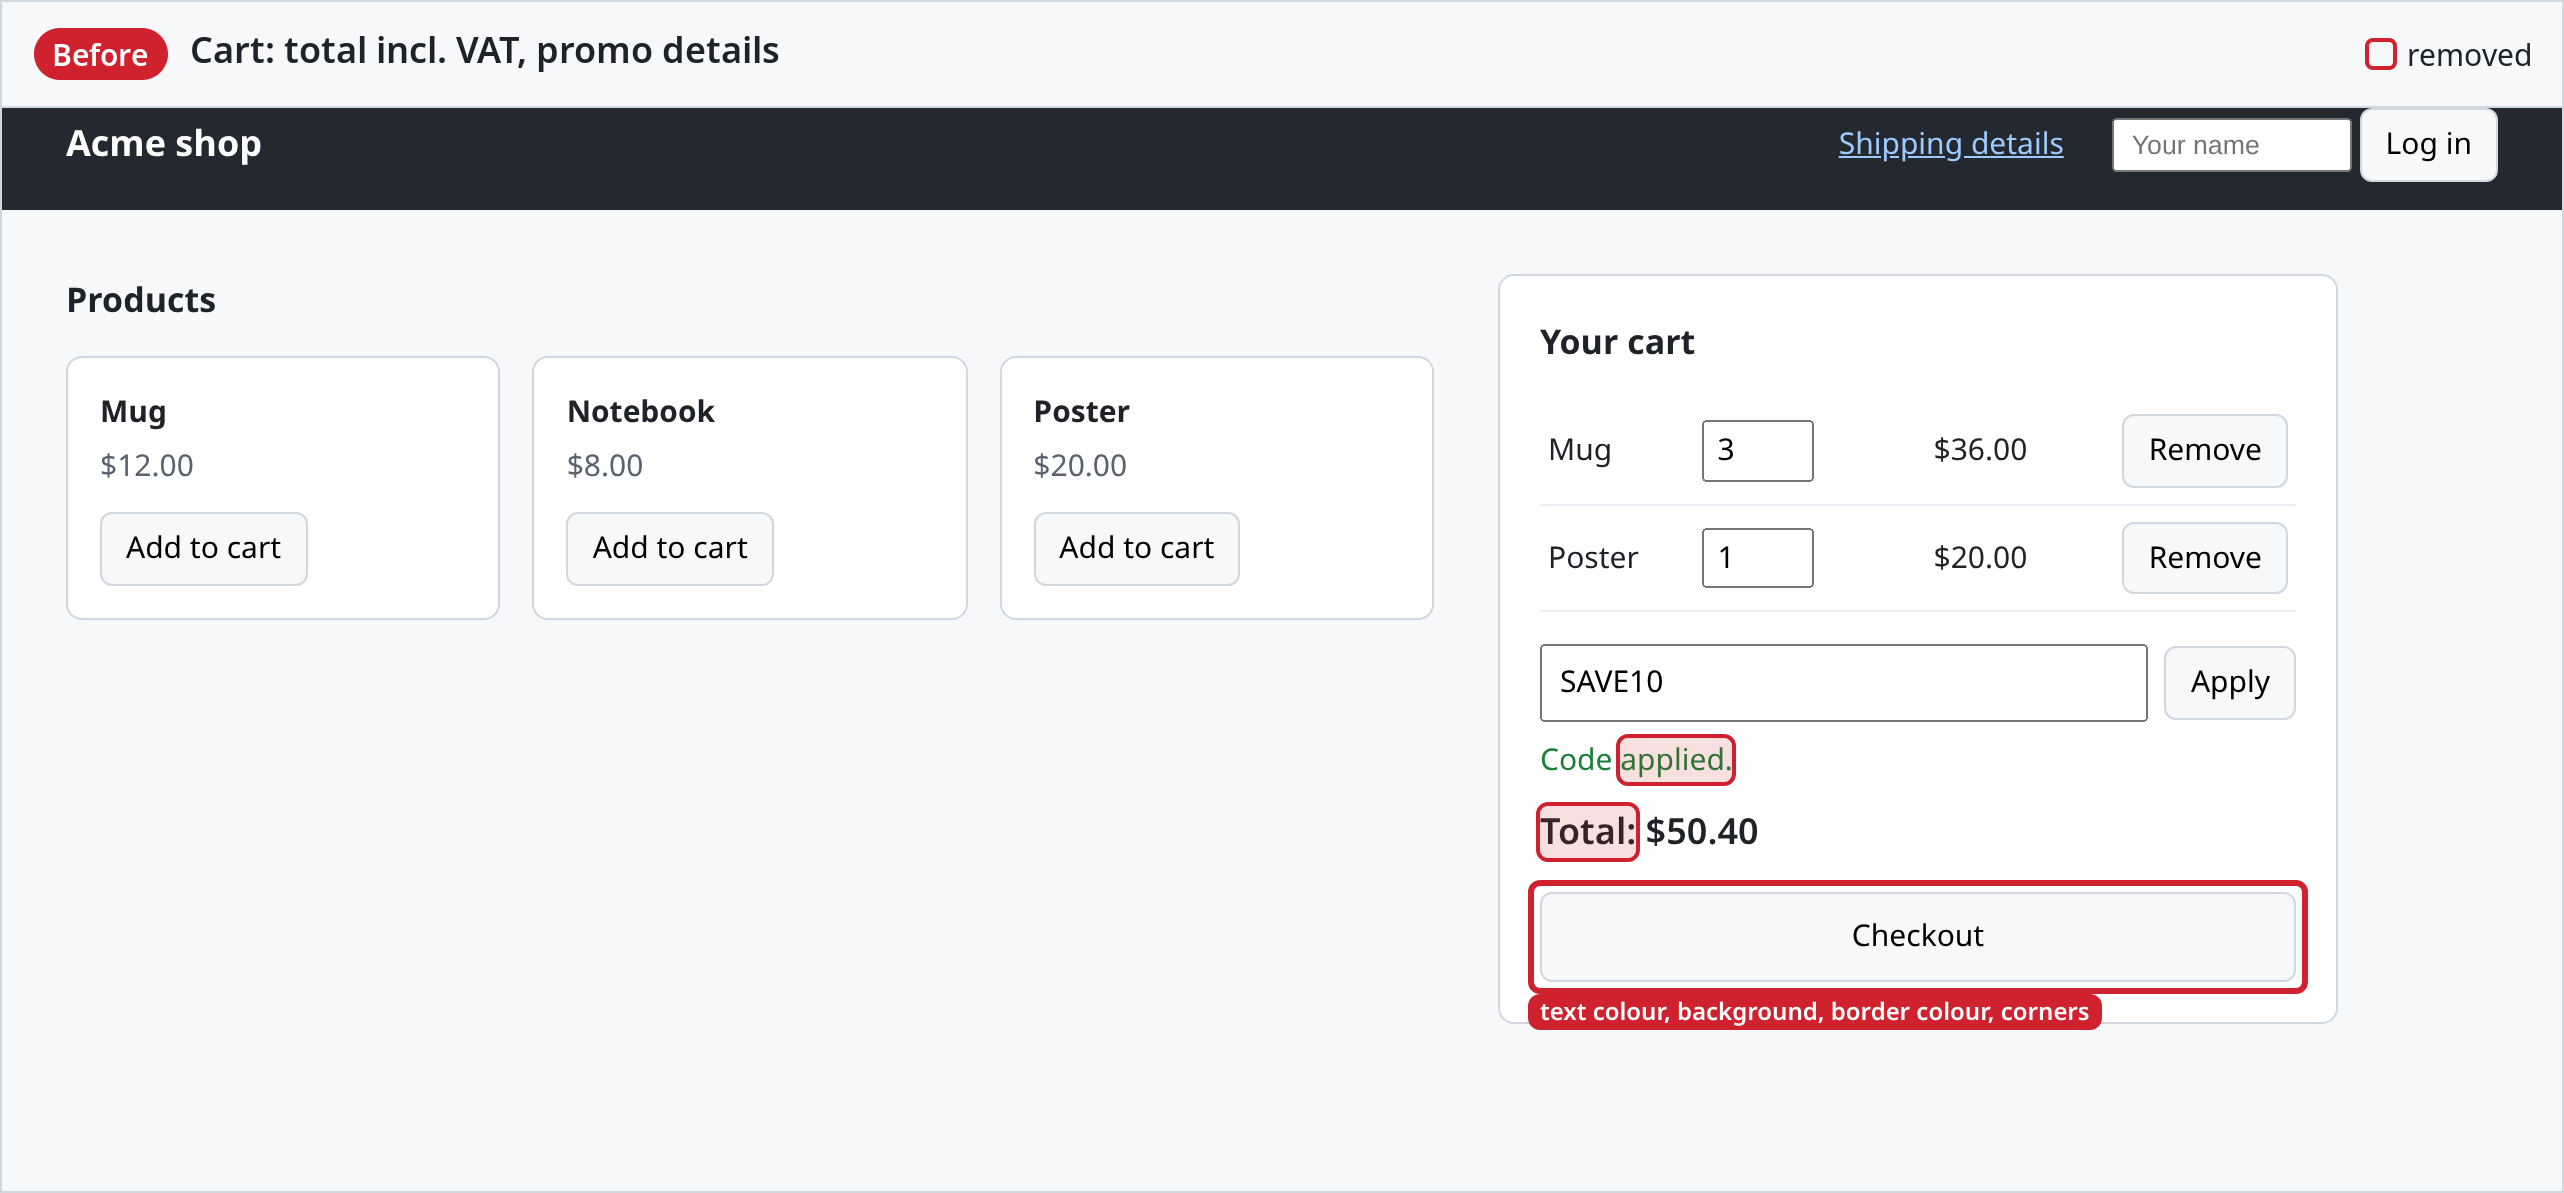 Before Cart: total incl. VAT, promo details removed
Acme shop Shipping details Your name Log in
Products
Mug
$12.00
Add to cart
Notebook
$8.00
Add to cart
Poster
$20.00
Add to cart
Your cart
Mug 3 $36.00 Remove
Poster 1 $20.00 Remove
SAVE10 Apply
Code applied.
Total: $50.40
Checkout
text colour, background, border colour, corners